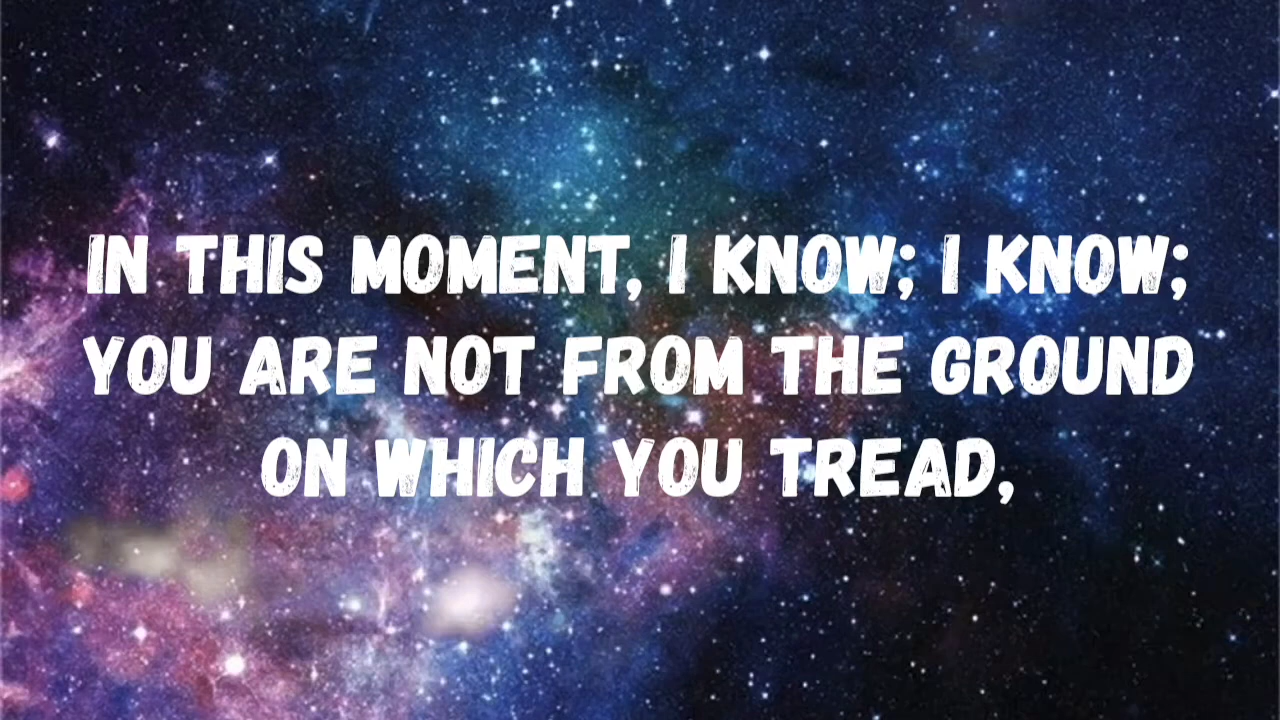 IN THIS MOMENT, I KNOW; I KNOW;
YOU ARE NOT FROM THE GROUND
ON WHICH YOU TREAD,